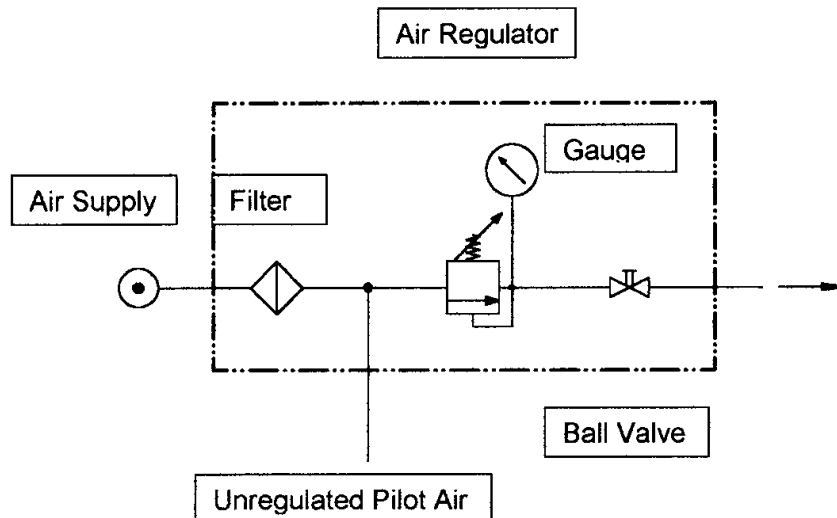 Air Regulator
Gauge
Air Supply
Filter
Ball Valve
Unregulated Pilot Air